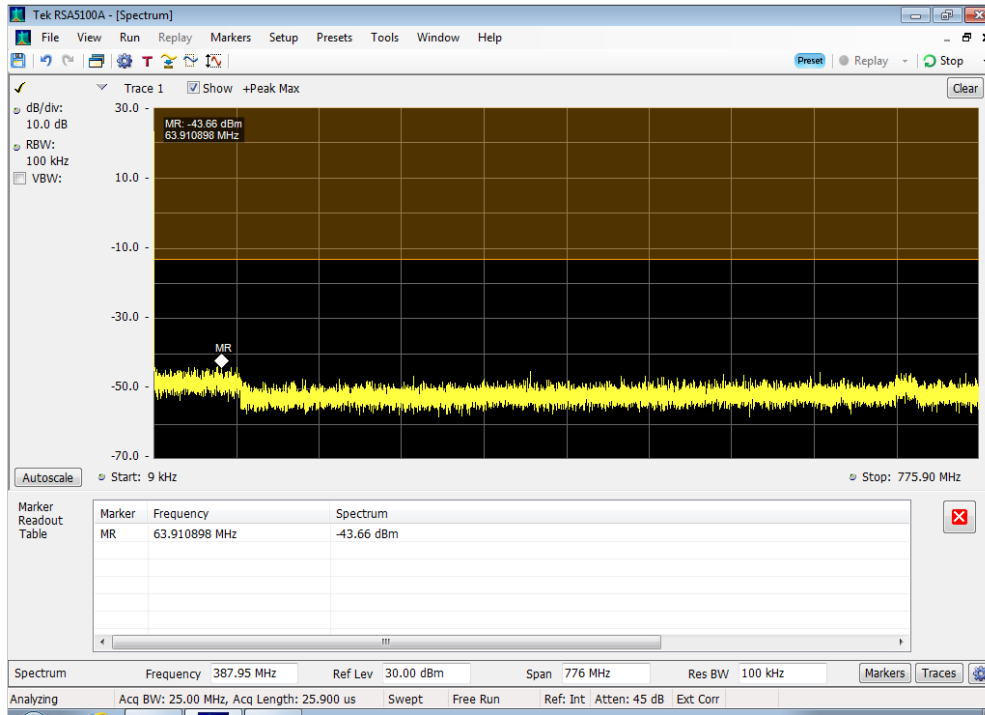 Tek RSA5100A - [Spectrum]
File View Run Replay Markers Setup Presets Tools Window Help
T Preset Replay Stop
Trace 1 Show +Peak Max Clear
dB/div:
10.0 dB
RBW:
100 kHz
VBW:
30.0
10.0
-10.0
-30.0
-50.0
-70.0
MR: -43.66 dBm
63.910898 MHz
MR
Autoscale Start: 9 kHz Stop: 775.90 MHz
Marker
Readout
Table
Marker Frequency Spectrum
MR 63.910898 MHz -43.66 dBm
Spectrum Frequency 387.95 MHz Ref Lev 30.00 dBm Span 776 MHz Res BW 100 kHz Markers Traces
Analyzing Acq BW: 25.00 MHz, Acq Length: 25.900 us Swept Free Run Ref: Int Atten: 45 dB Ext Corr